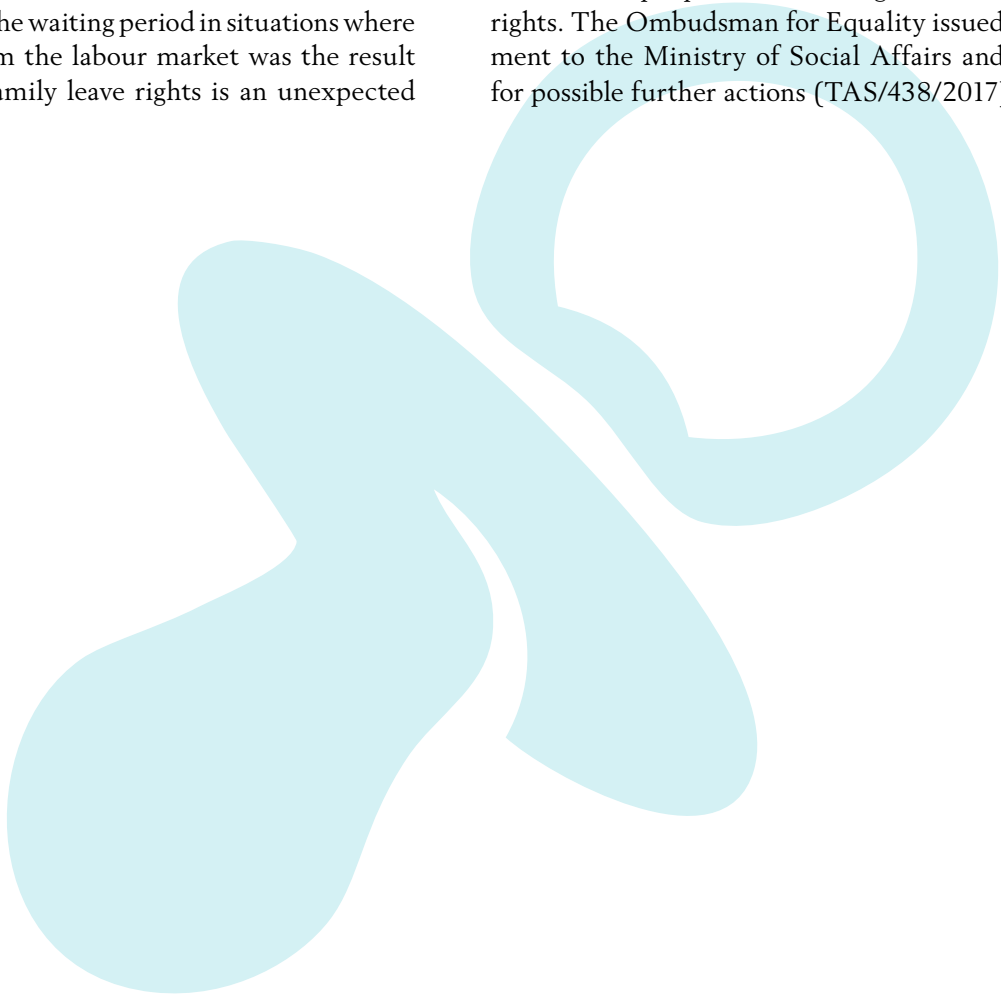 he waiting period in situations where
m the labour market was the result
amily leave rights is an unexpected
rights. The Ombudsman for Equality issued
ment to the Ministry of Social Affairs and
for possible further actions (TAS/438/2017)